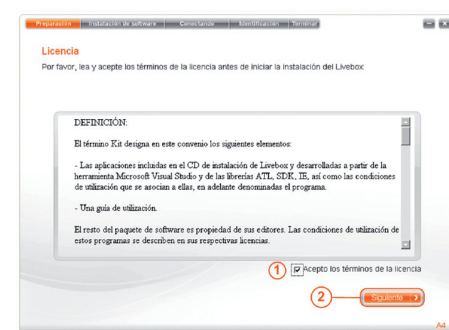 Preparación Instalación de software Conectando Identificación Terminar
Licencia
Por favor, lea y acepte los términos de la licencia antes de iniciar la instalación del Livebox:
DEFINICIÓN:
El término Kit designa en este convenio los siguientes elementos:
- Las aplicaciones incluidas en el CD de instalación de Livebox y desarrolladas a partir de la
herramienta Microsoft Visual Studio y de las librerías ATL, SDK, IE, así como las condiciones
de utilización que se asocian a ellas, en adelante denominadas el programa.
- Una guía de utilización.
El resto del paquete de software es propiedad de sus editores. Las condiciones de utilización de
estos programas se describen en sus respectivas licencias.
1 Acepto los términos de la licencia
2 Siguiente
A4